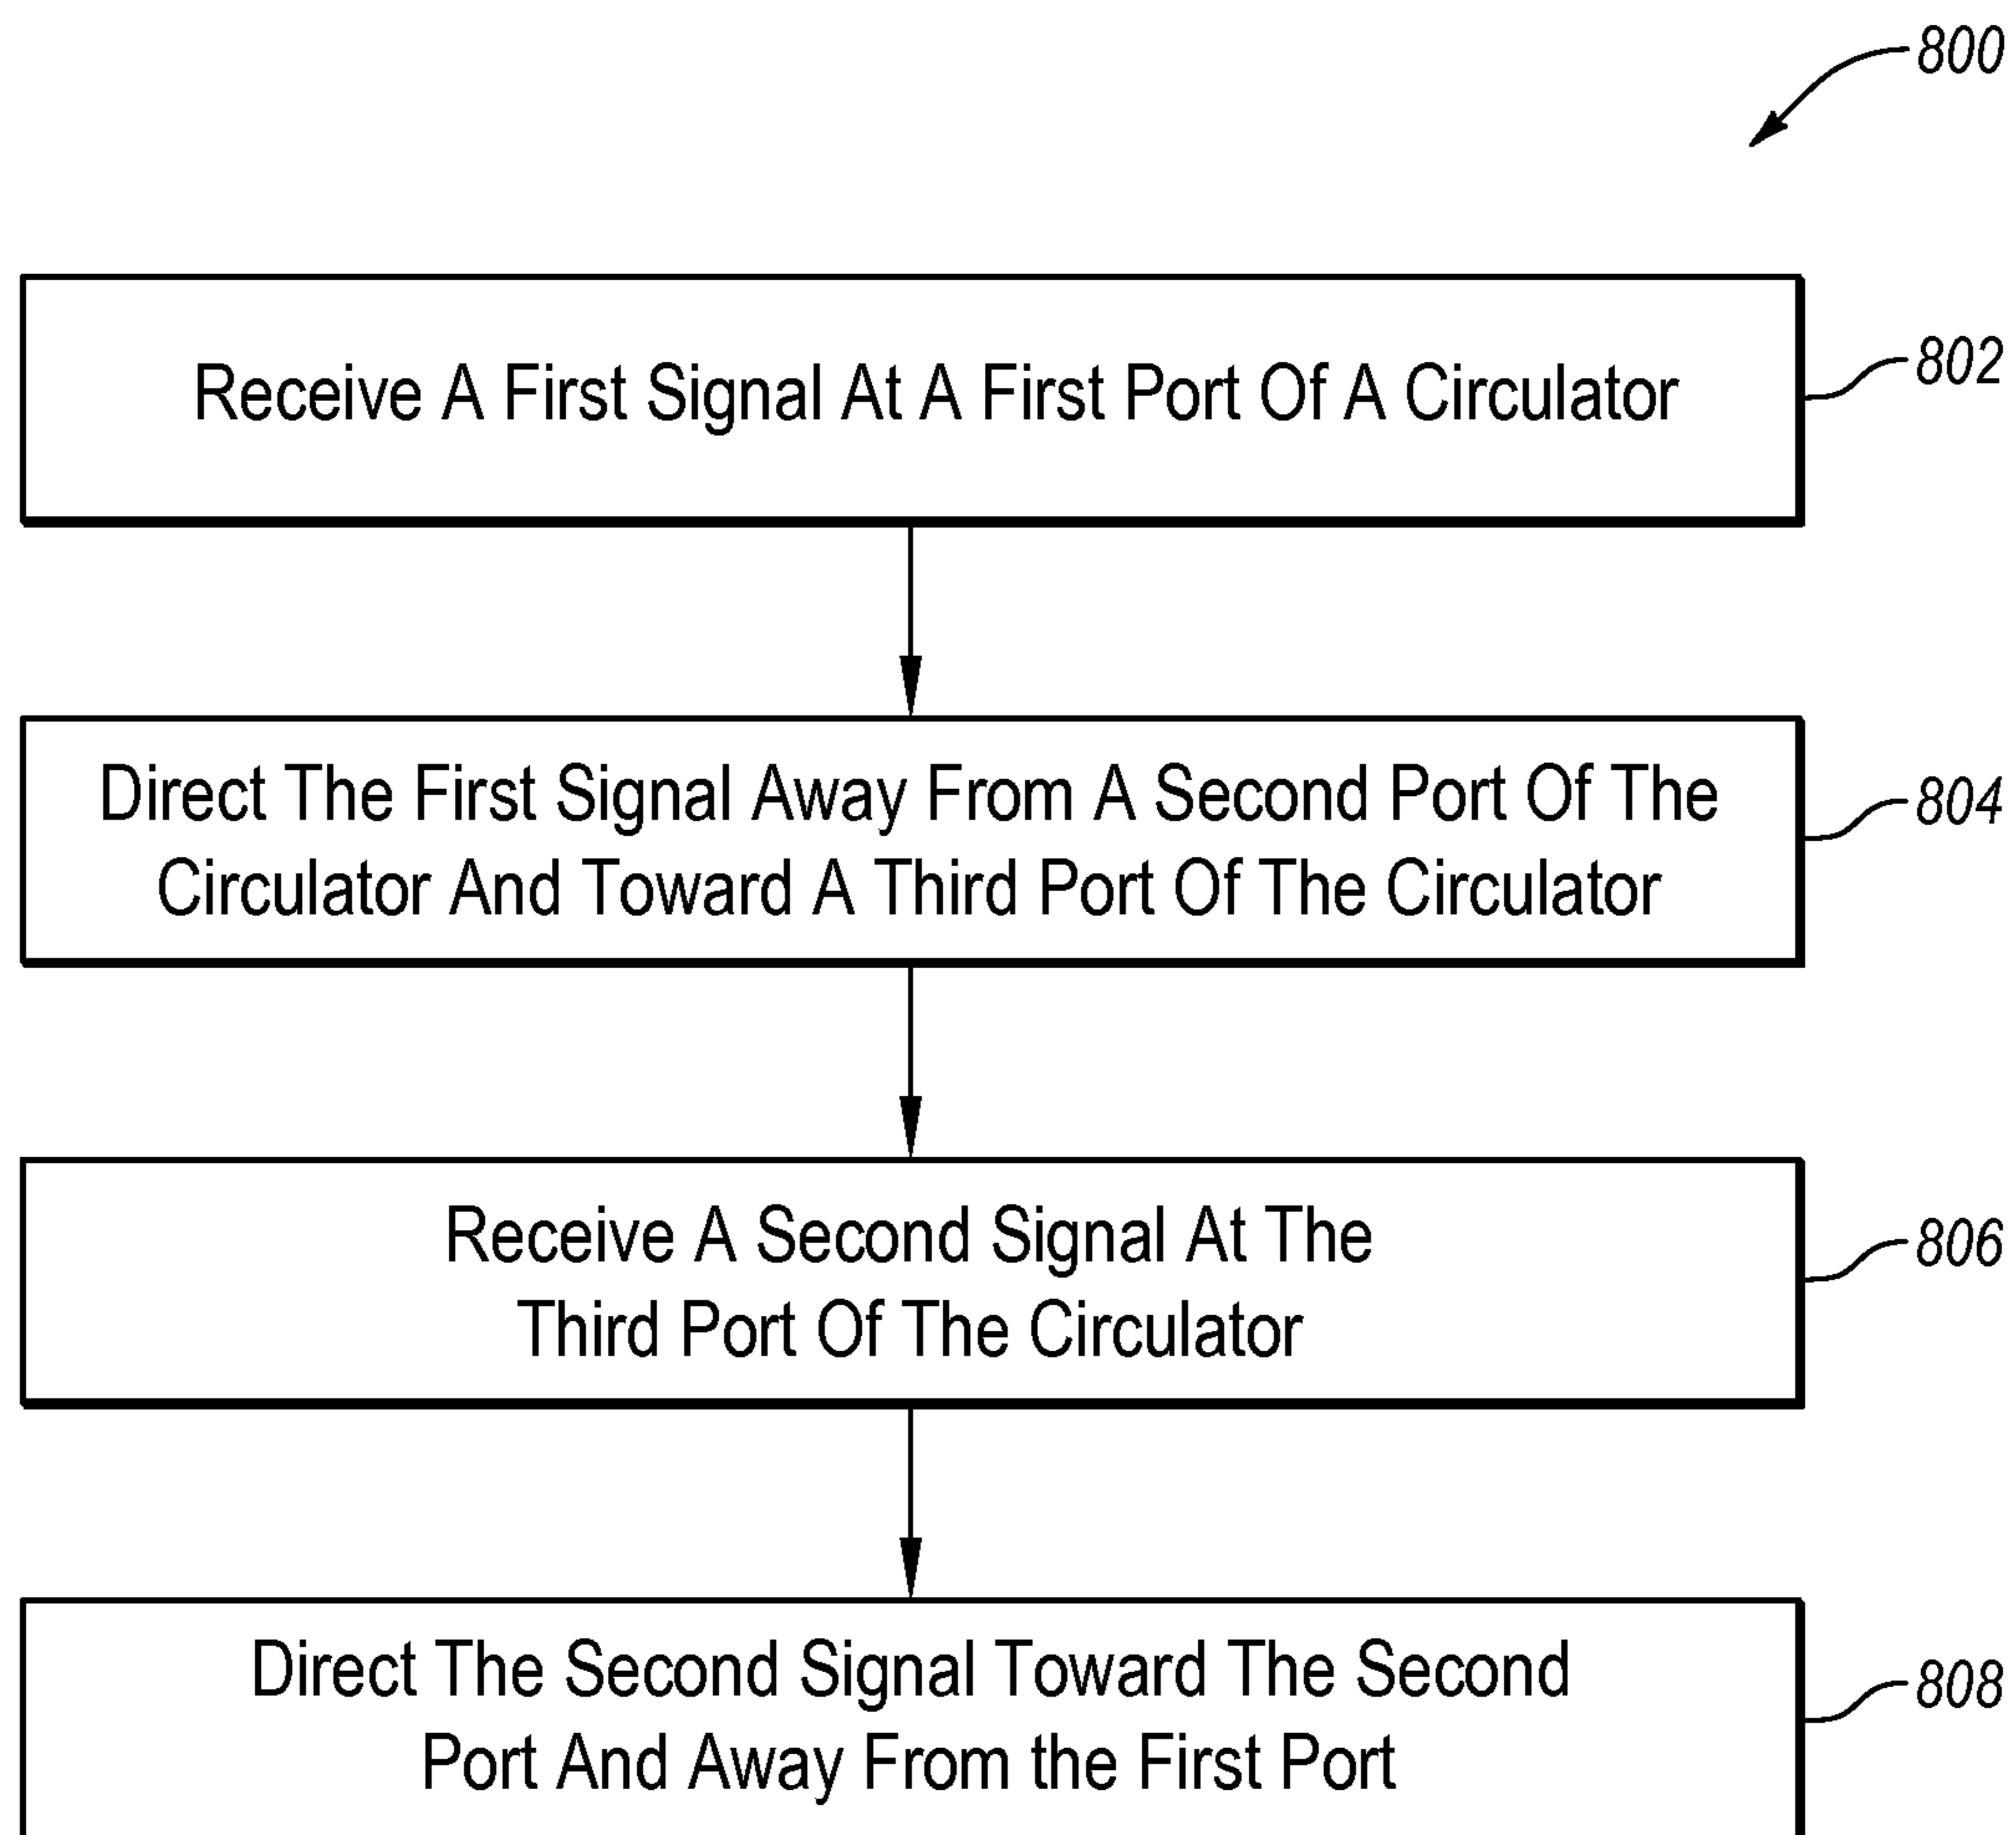 800
Receive A First Signal At A First Port Of A Circulator
802
Direct The First Signal Away From A Second Port Of The
Circulator And Toward A Third Port Of The Circulator
804
Receive A Second Signal At The
Third Port Of The Circulator
806
Direct The Second Signal Toward The Second
Port And Away From the First Port
808